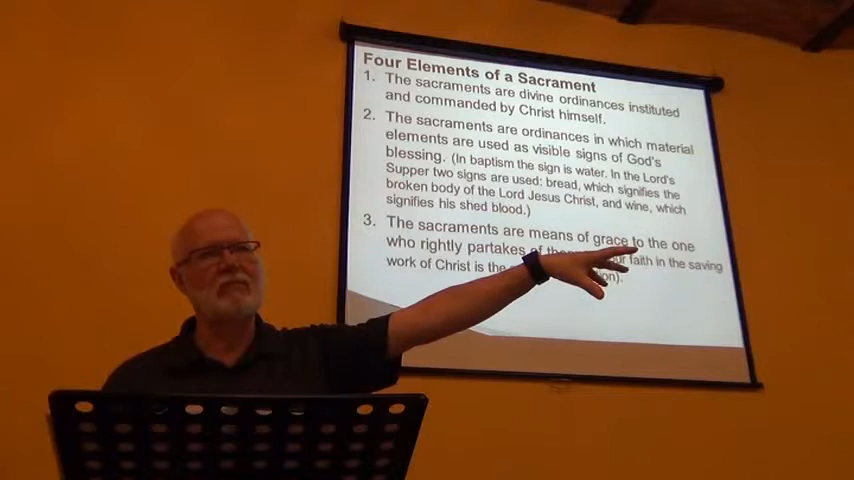 Four Elements of a Sacrament
1. The sacraments are divine ordinances instituted
and commanded by Christ himself.
2. The sacraments are ordinances in which material
elements are used as visible signs of God's
blessing. (In baptism the sign is water. In the Lord's
Supper two signs are used; bread, which signifies the
broken body of the Lord Jesus Christ, and wine, which
signifies his shed blood.)
3. The sacraments are means of grace to the one
who rightly partakes of faith in the saving
work of Christ is the